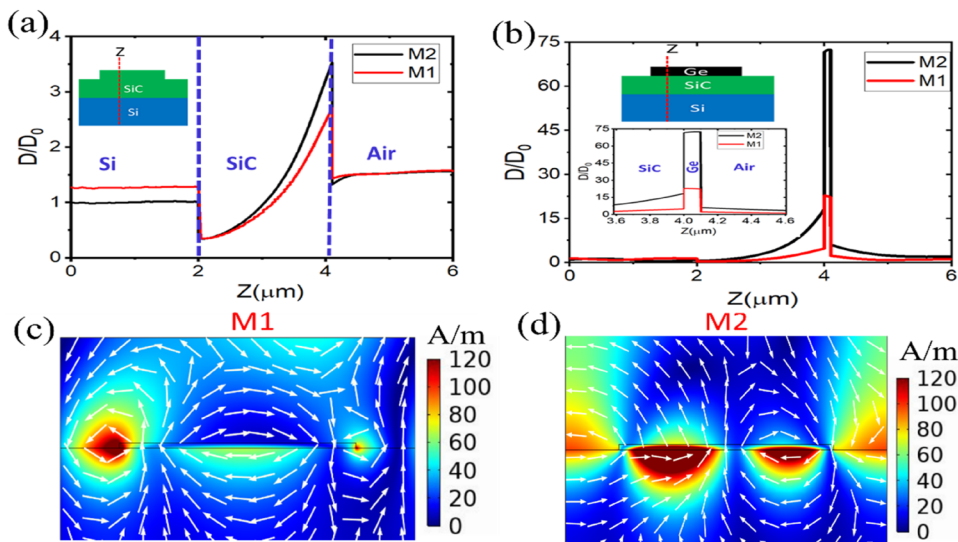 (a)
4
3
2
1
0
D/D0
M2
M1
Z
SiC
Si
Si
SiC
Air
0 2 4 6
Z(μm)
(b)
75
60
45
30
15
0
D/D0
M2
M1
Z
Ge
SiC
Si
75
60
45
30
15
0
D/D0
M2
M1
SiC
Ge
Air
3.6 3.8 4.0 4.2 4.4 4.6
Z(μm)
0 2 4 6
Z(μm)
(c)
M1
A/m
120
100
80
60
40
20
0
(d)
M2
A/m
120
100
80
60
40
20
0